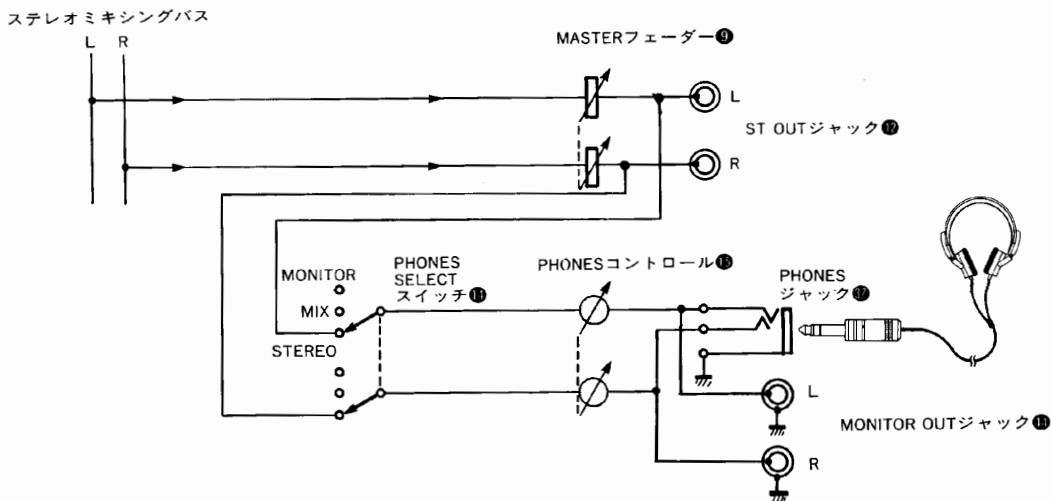 ステレオミキシングバス
L R
MASTERフェーダー❾
L
ST OUTジャック⓬
R
MONITOR
MIX
STEREO
PHONES
SELECT
スイッチ
PHONESコントロール
PHONES
ジャック㊲
L
MONITOR OUTジャック
R